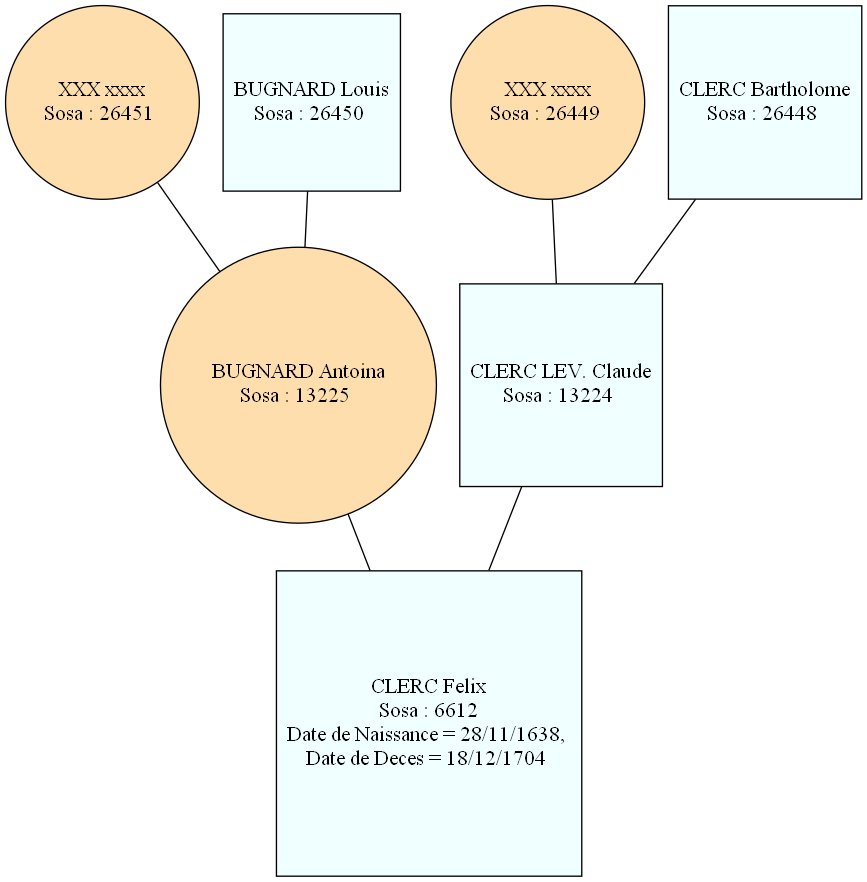 XXX xxxx
Sosa : 26451
BUGNARD Louis
Sosa : 26450
XXX xxxx
Sosa : 26449
CLERC Bartholome
Sosa : 26448
BUGNARD Antoina
Sosa : 13225
CLERC LEV. Claude
Sosa : 13224
CLERC Felix
Sosa : 6612
Date de Naissance = 28/11/1638,
Date de Deces = 18/12/1704